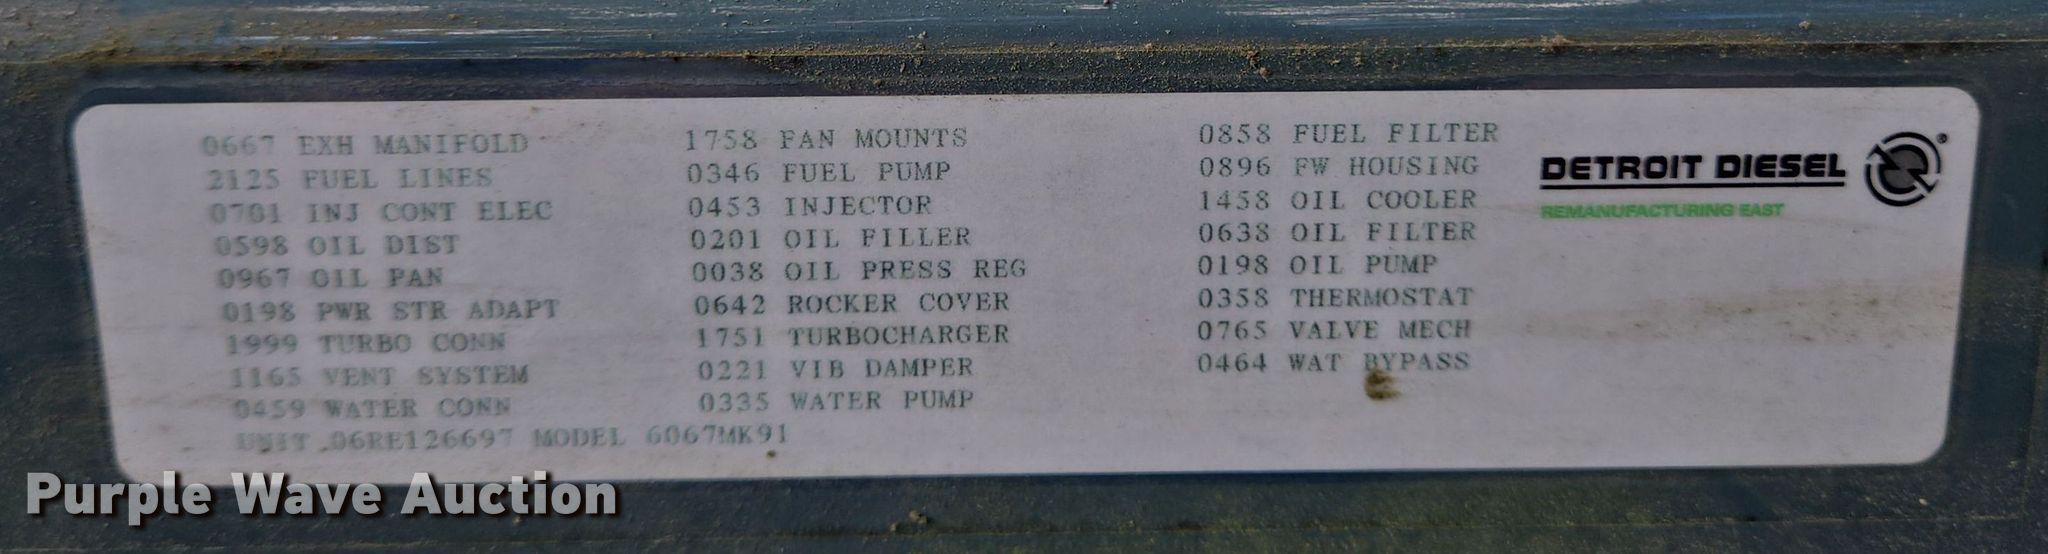 0667 EXH MANIFOLD 1758 FAN MOUNTS 0858 FUEL FILTER
2125 FUEL LINES 0346 FUEL PUMP 0896 FW HOUSING
0701 INJ CONT ELEC 0453 INJECTOR 1458 OIL COOLER
0598 OIL DIST 0201 OIL FILLER 0638 OIL FILTER
0967 OIL PAN 0038 OIL PRESS REG 0198 OIL PUMP
0198 PWR STR ADAPT 0642 ROCKER COVER 0358 THERMOSTAT
1999 TURBO CONN 1751 TURBOCHARGER 0765 VALVE MECH
1165 VENT SYSTEM 0221 VIB DAMPER 0464 WAT BYPASS
0459 WATER CONN 0335 WATER PUMP
UNIT 06RE126697 MODEL 6067MK91
DETROIT DIESEL ®
REMANUFACTURING EAST
Purple Wave Auction